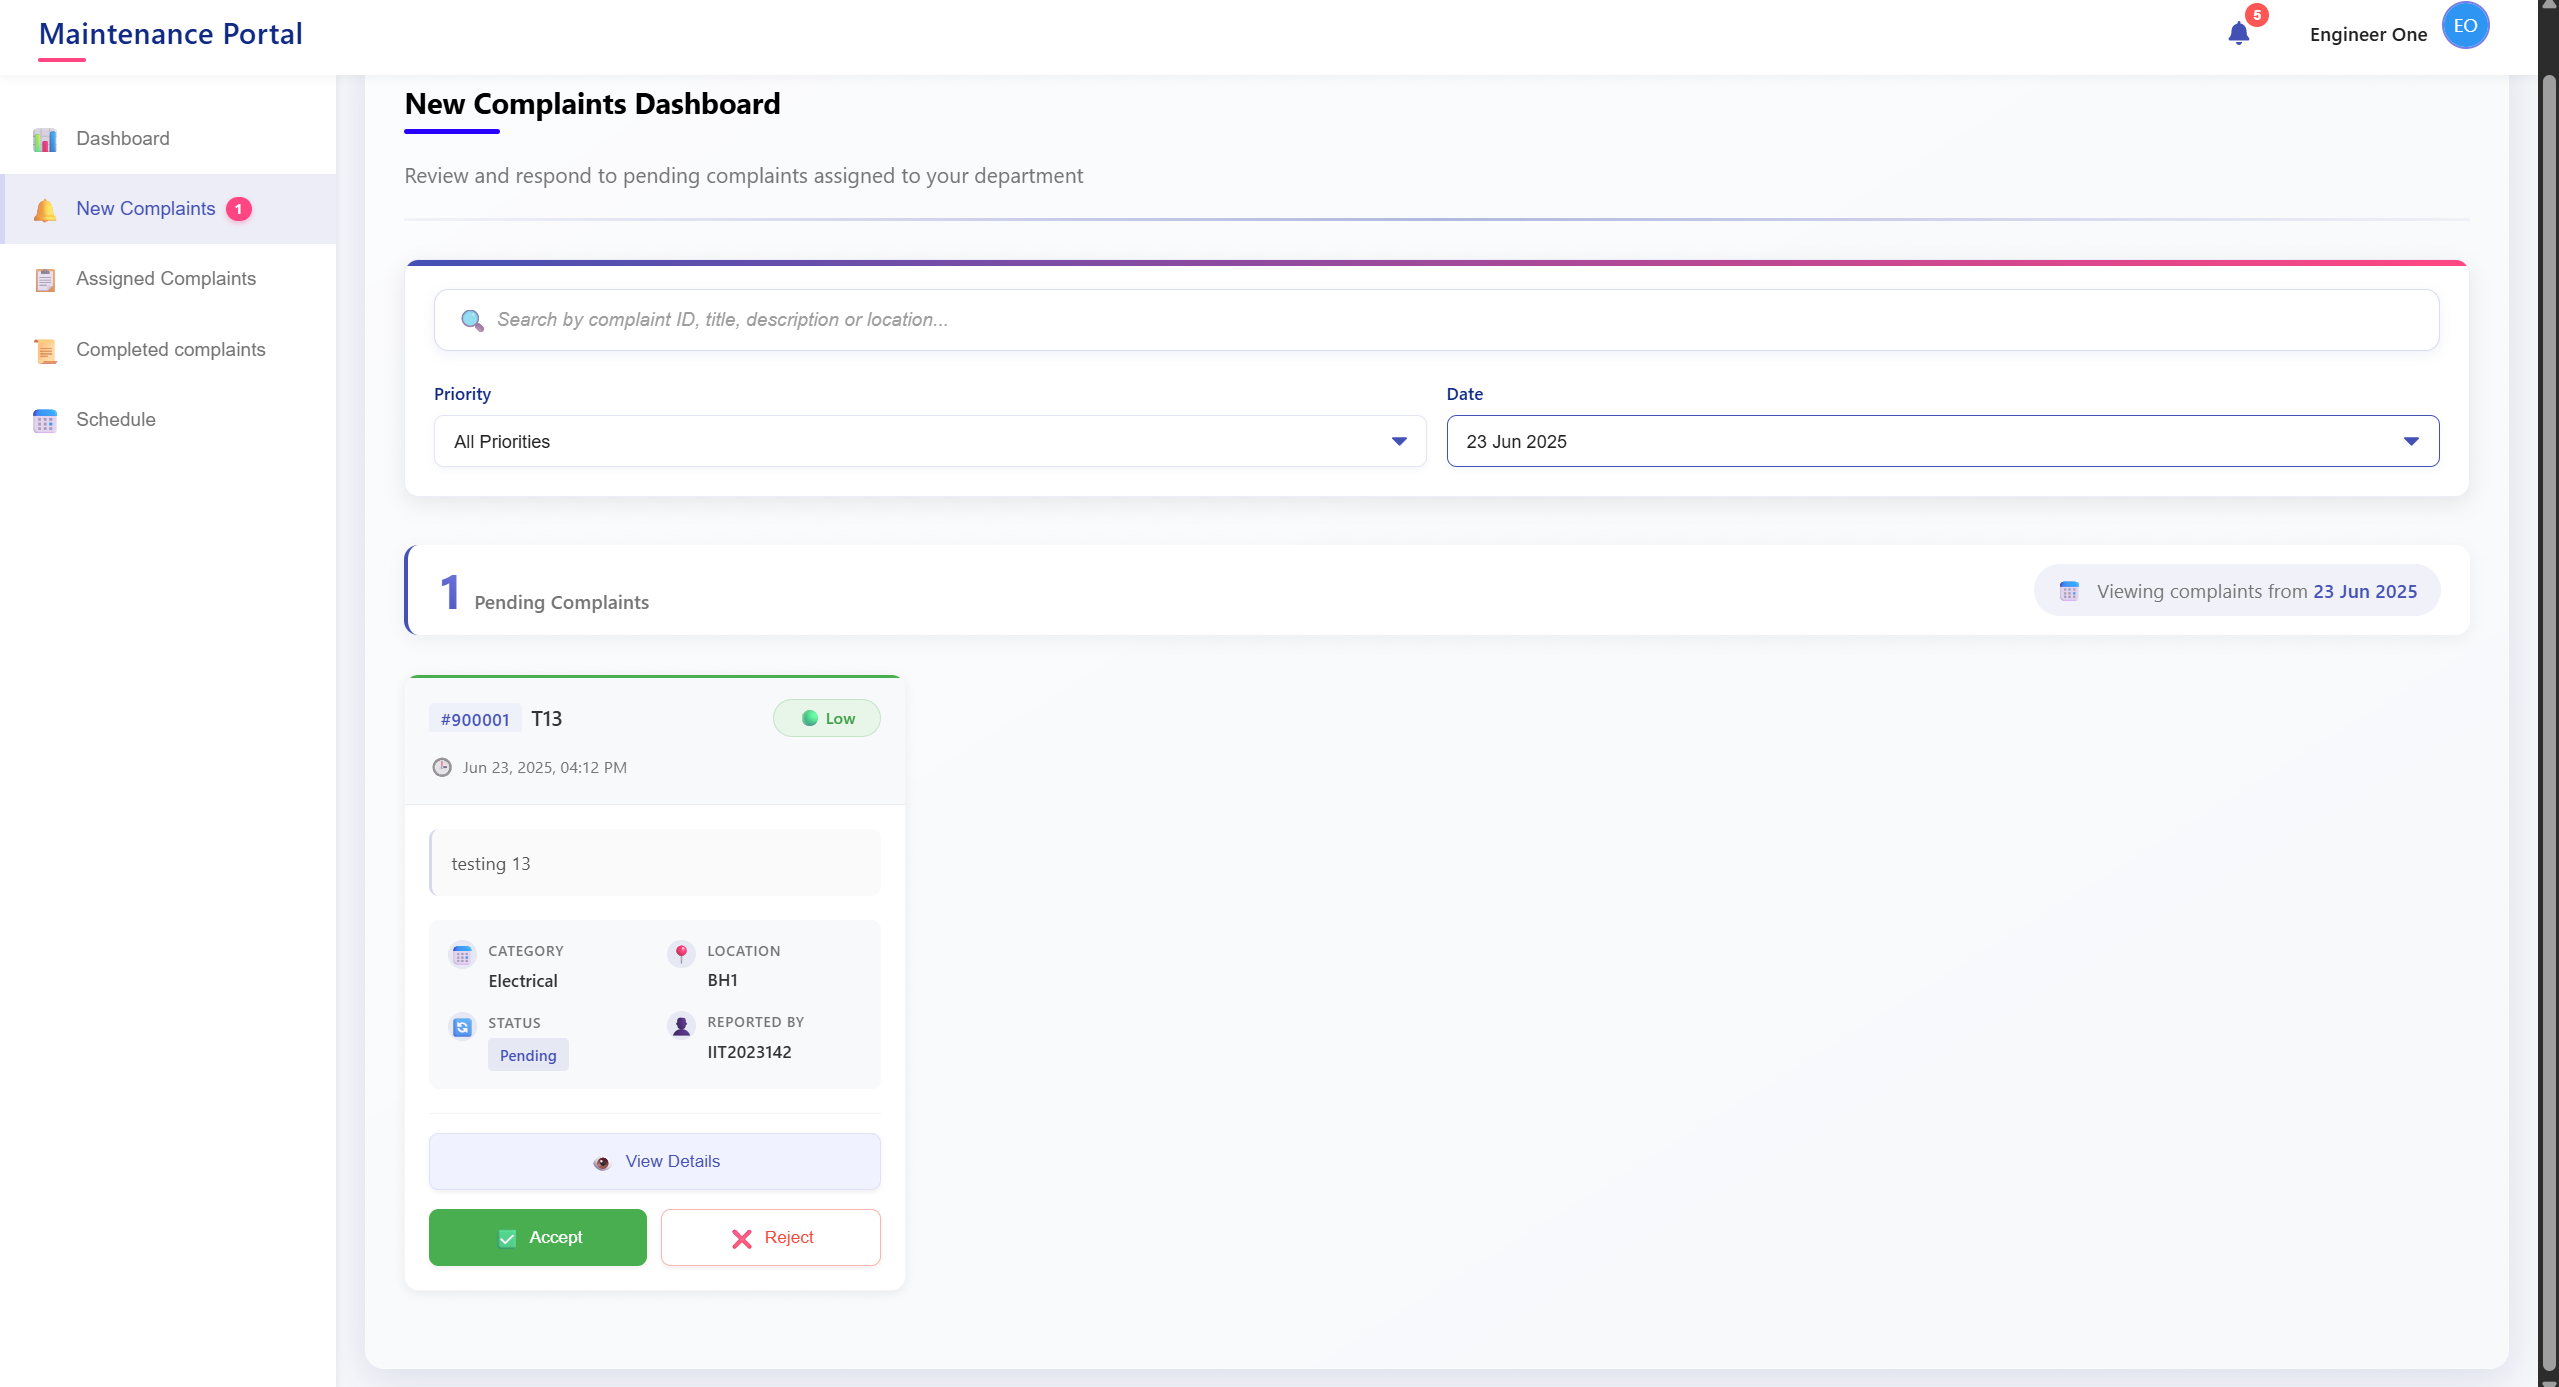 Maintenance Portal
5
Engineer One
EO
Dashboard
New Complaints 1
Assigned Complaints
Completed complaints
Schedule
New Complaints Dashboard
Review and respond to pending complaints assigned to your department
Search by complaint ID, title, description or location...
Priority
All Priorities
Date
23 Jun 2025
1 Pending Complaints
Viewing complaints from 23 Jun 2025
#900001 T13
Low
Jun 23, 2025, 04:12 PM
testing 13
CATEGORY
Electrical
LOCATION
BH1
STATUS
Pending
REPORTED BY
IIT2023142
View Details
Accept
Reject